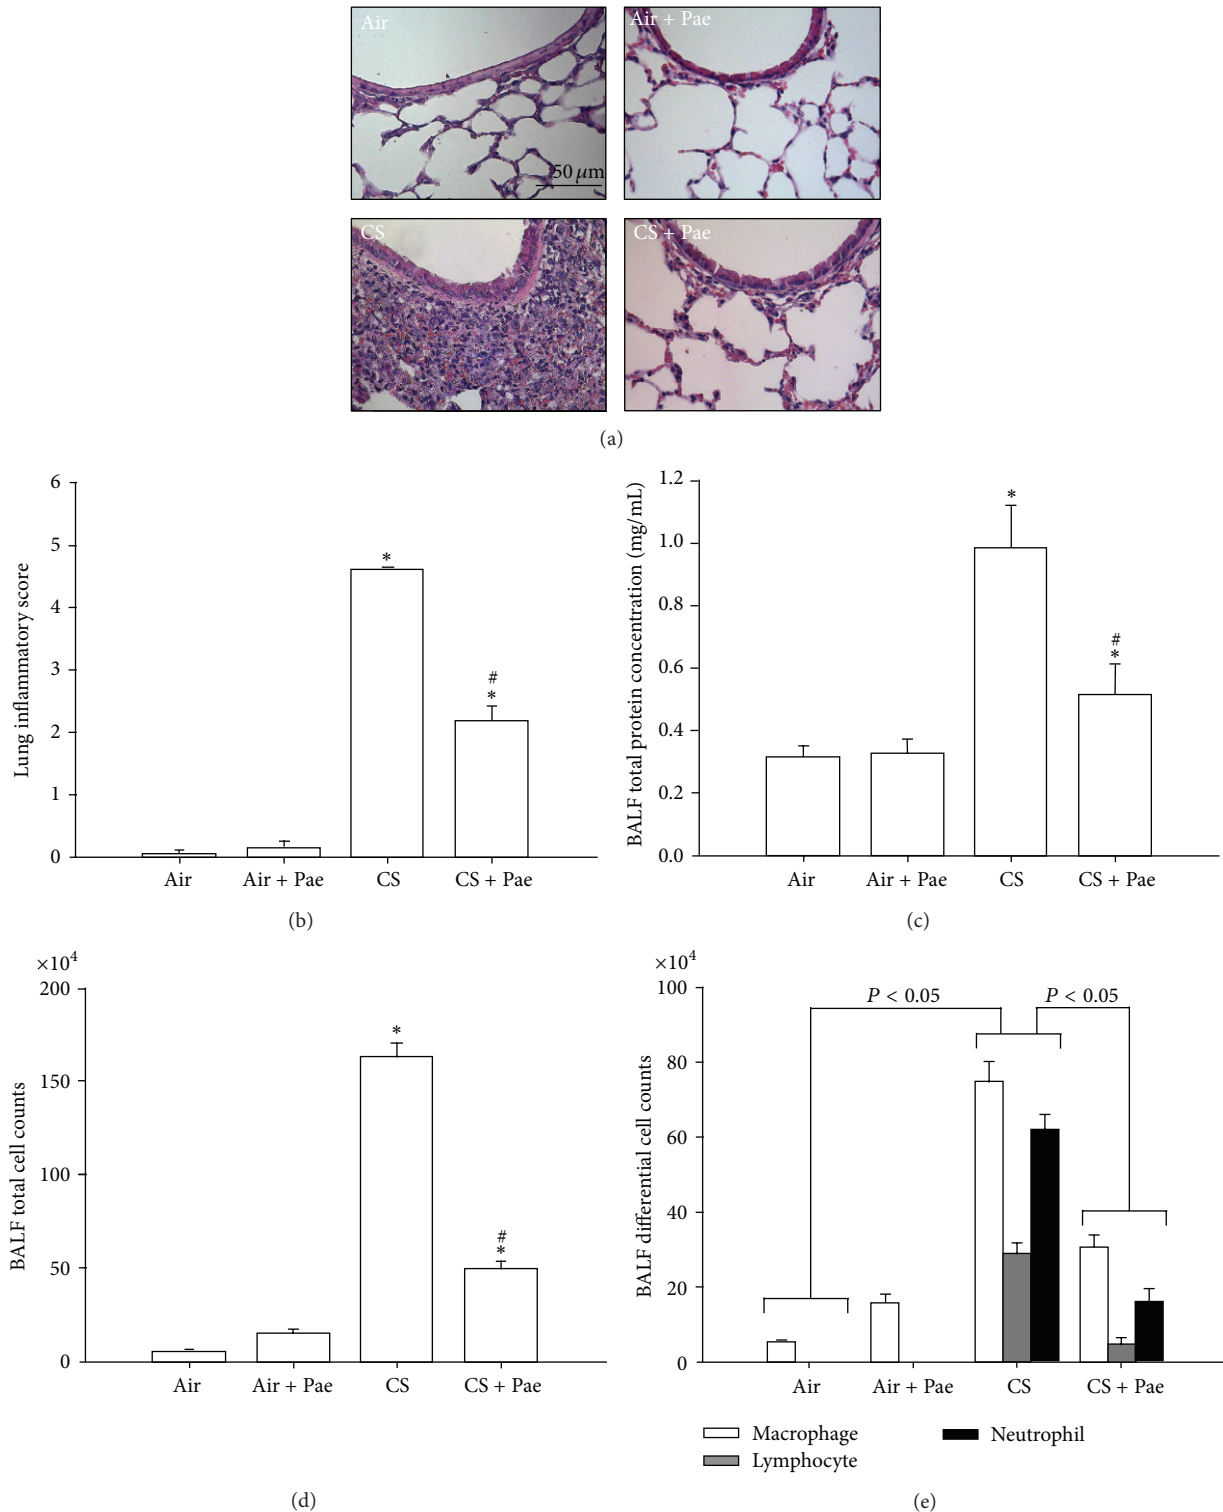 Air
Air + Pae
50 μm
CS
CS + Pae
(a)
6
5
4
3
2
1
0
Lung inflammatory score
*
#
*
Air
Air + Pae
CS
CS + Pae
(b)
1.2
1.0
0.8
0.6
0.4
0.2
0.0
BALF total protein concentration (mg/mL)
*
#
*
Air
Air + Pae
CS
CS + Pae
(c)
×10⁴
200
150
100
50
0
BALF total cell counts
*
#
*
Air
Air + Pae
CS
CS + Pae
(d)
×10⁴
100
80
60
40
20
0
BALF differential cell counts
P < 0.05
P < 0.05
Air
Air + Pae
CS
CS + Pae
Macrophage
Lymphocyte
Neutrophil
(e)